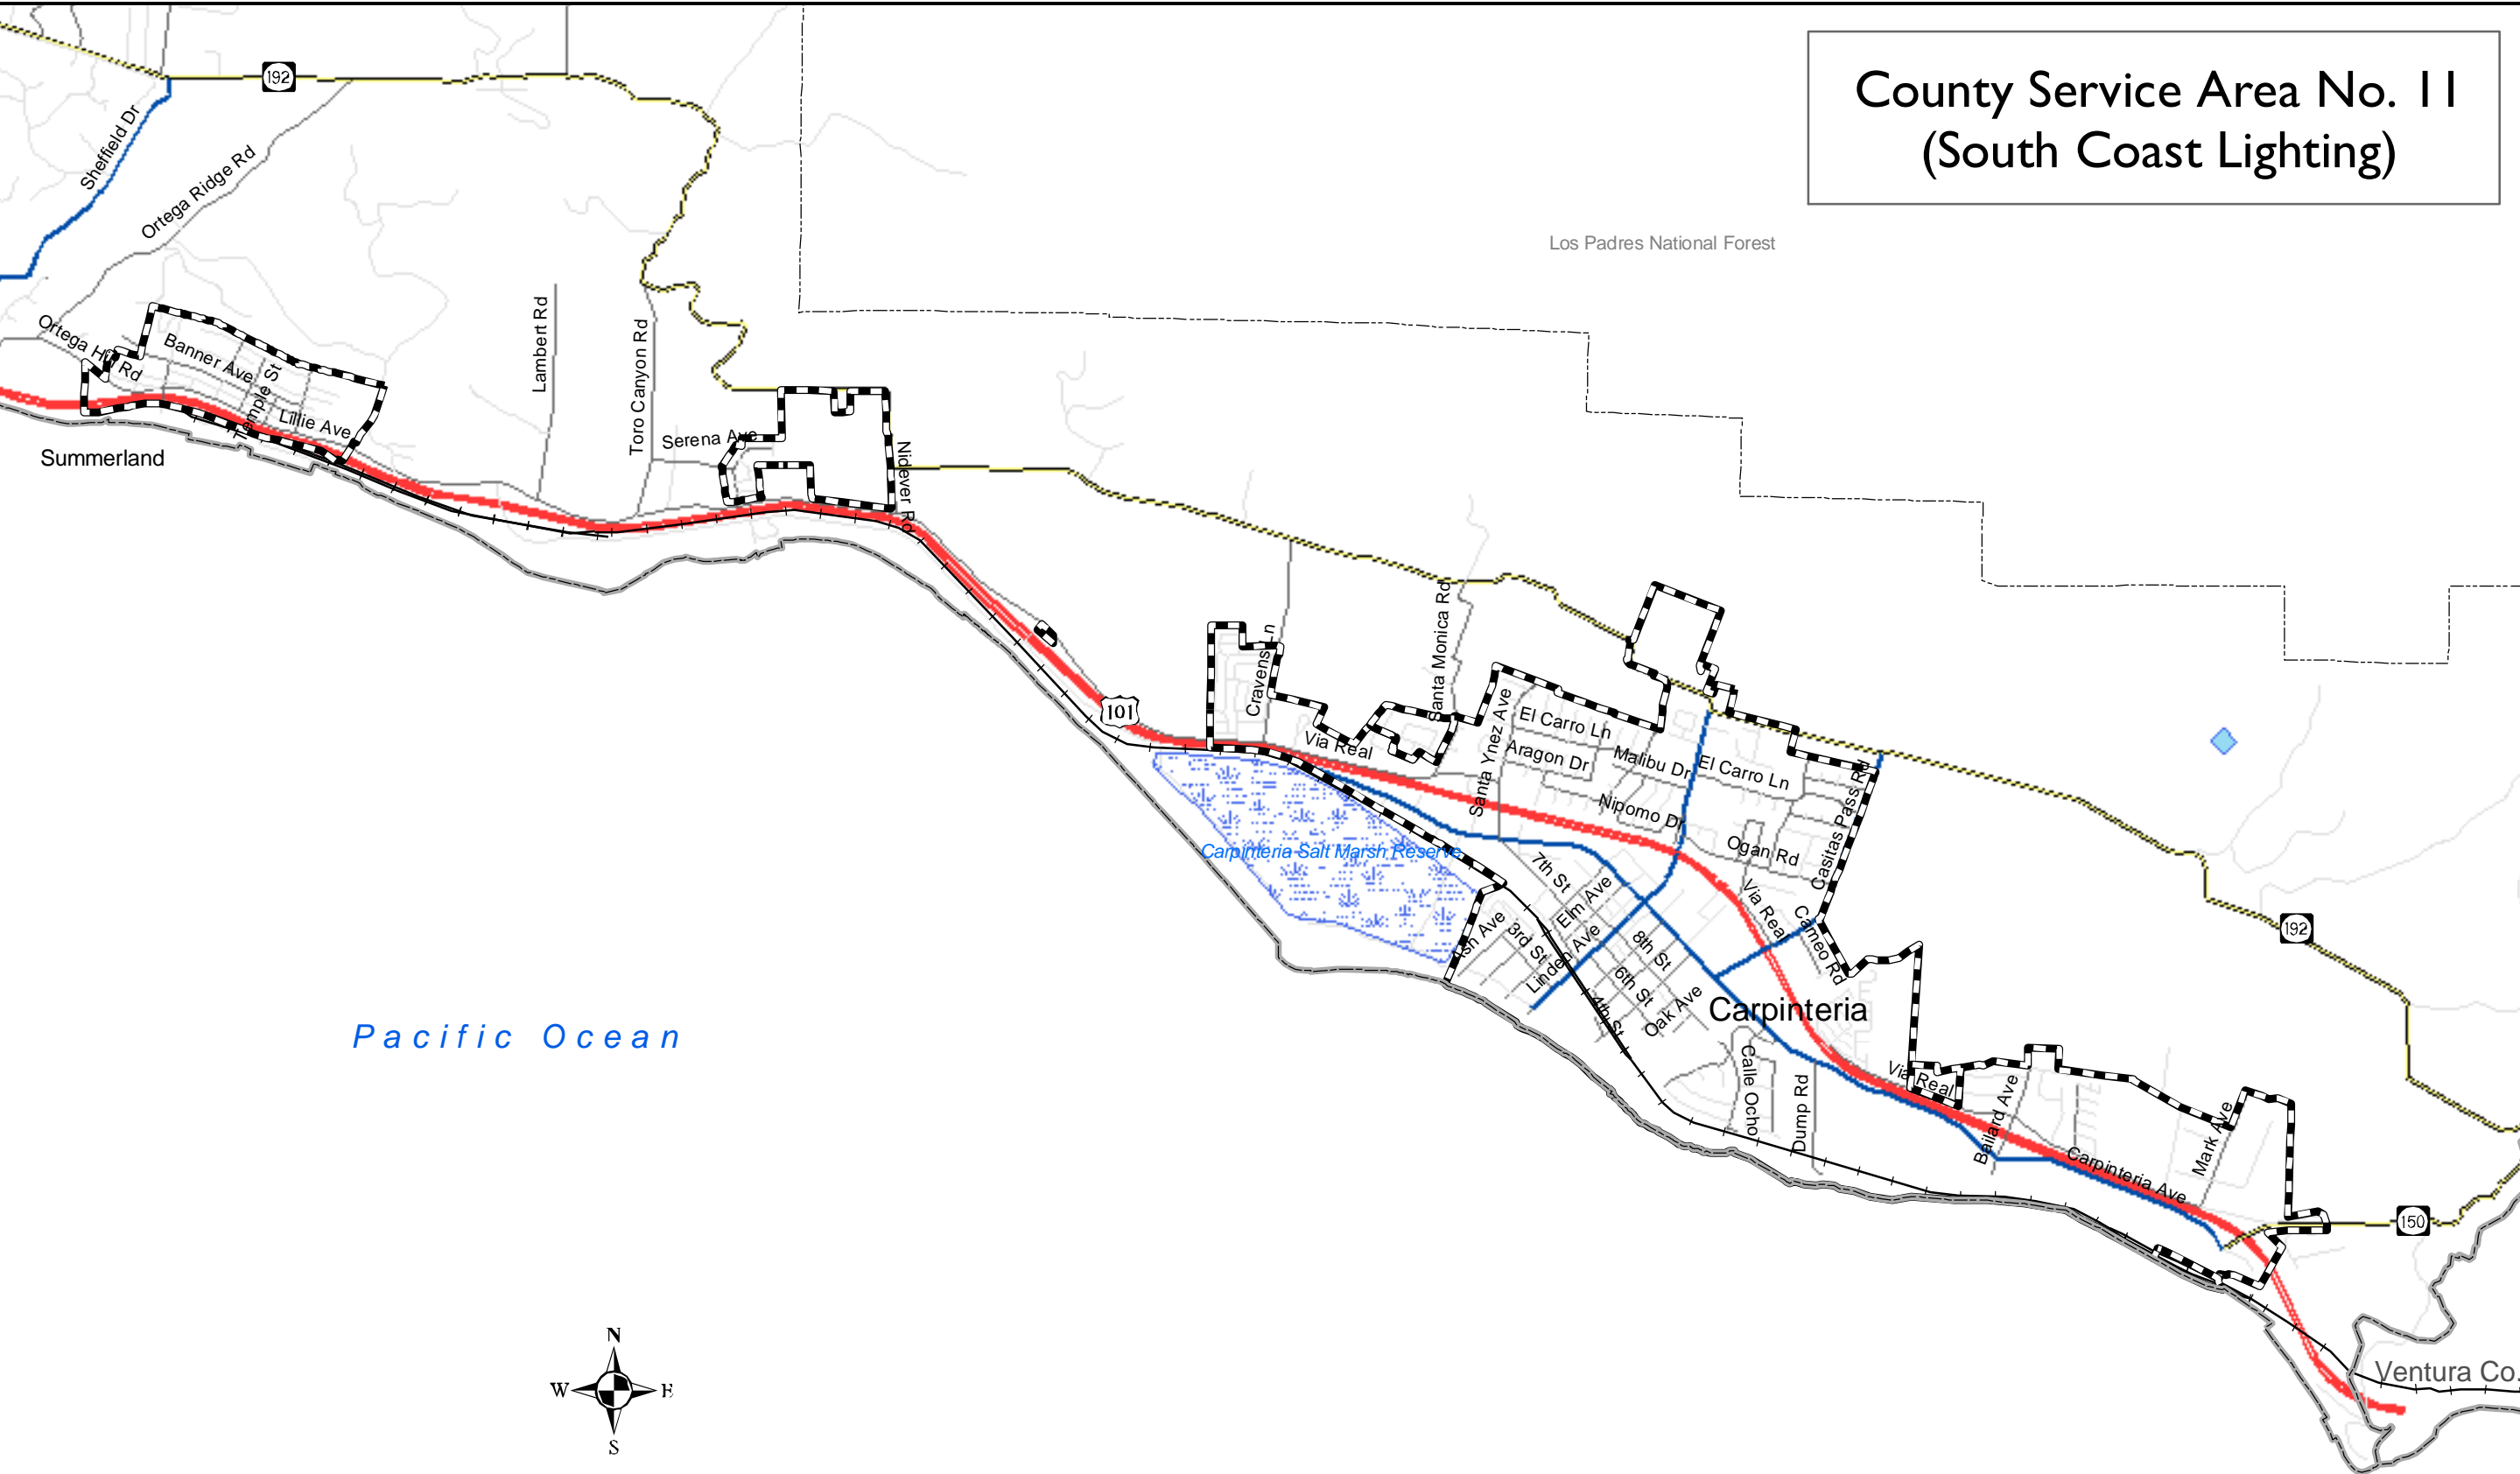 County Service Area No. 11
(South Coast Lighting)
192
Sheffield Dr
Ortega Ridge Rd
Los Padres National Forest
Ortega Hill Rd
Banner Ave
Temple St
Lillie Ave
Summerland
Lambert Rd
Toro Canyon Rd
Serena Ave
Nidever Rd
101
Cravens Ln
Santa Monica Rd
Via Real
Santa Ynez Ave
El Carro Ln
Aragon Dr
Malibu Dr
El Carro Ln
Nipomo Dr
Ogan Rd
Casitas Pass Rd
Carpinteria Salt Marsh Reserve
7th St
Elm Ave
Via Real
Cameo Rd
Ash Ave
3rd St
Linden Ave
8th St
6th St
4th St
Oak Ave
Carpinteria
192
Pacific Ocean
Calle Ocho
Dump Rd
Via Real
Bailard Ave
Carpinteria Ave
Mark Ave
150
Ventura Co.
N
W
E
S